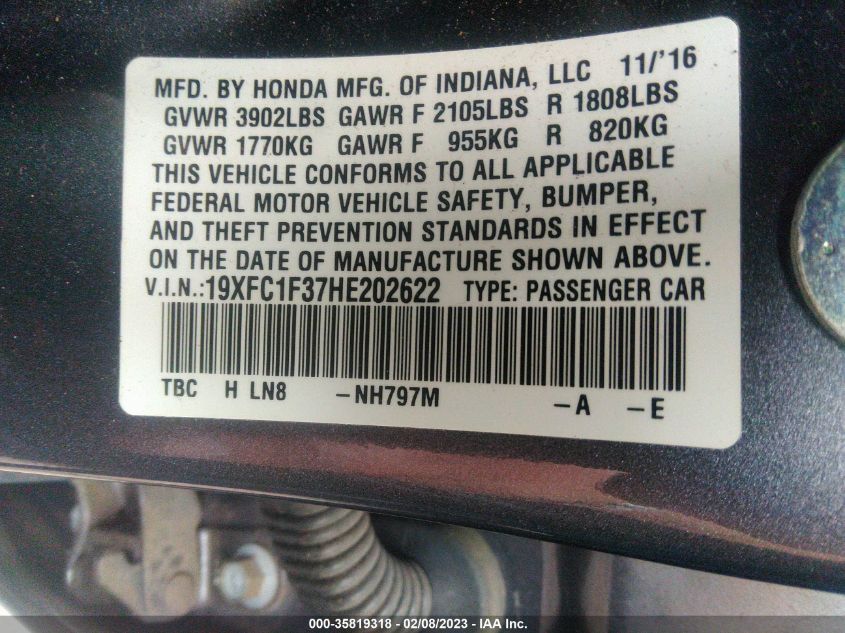 MFD. BY HONDA MFG. OF INDIANA, LLC 11/'16
GVWR 3902LBS GAWR F 2105LBS R 1808LBS
GVWR 1770KG GAWR F 955KG R 820KG
THIS VEHICLE CONFORMS TO ALL APPLICABLE
FEDERAL MOTOR VEHICLE SAFETY, BUMPER,
AND THEFT PREVENTION STANDARDS IN EFFECT
ON THE DATE OF MANUFACTURE SHOWN ABOVE.
V.I.N.:19XFC1F37HE202622 TYPE: PASSENGER CAR
TBC H LN8 -NH797M -A -E
000-35819318 - 02/08/2023 - IAA Inc.